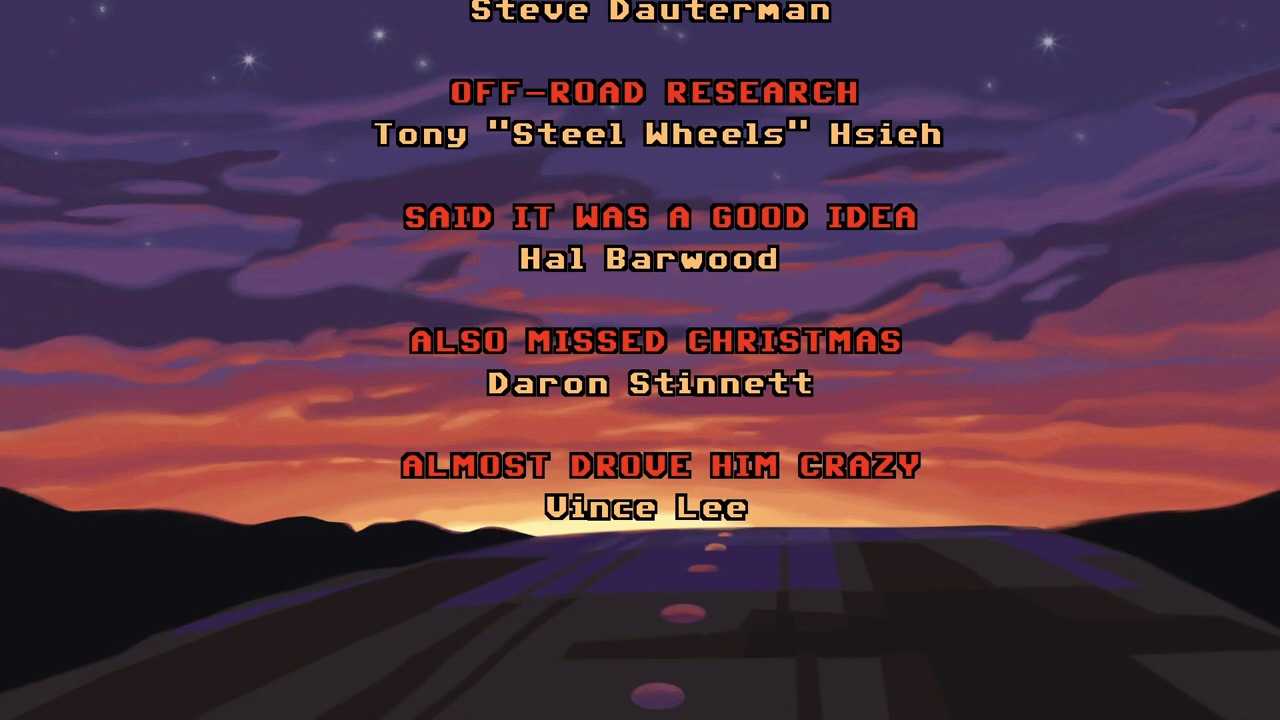 Steve Dauterman
OFF-ROAD RESEARCH
Tony "Steel Wheels" Hsieh
SAID IT WAS A GOOD IDEA
Hal Barwood
ALSO MISSED CHRISTMAS
Daron Stinnett
ALMOST DROVE HIM CRAZY
Vince Lee